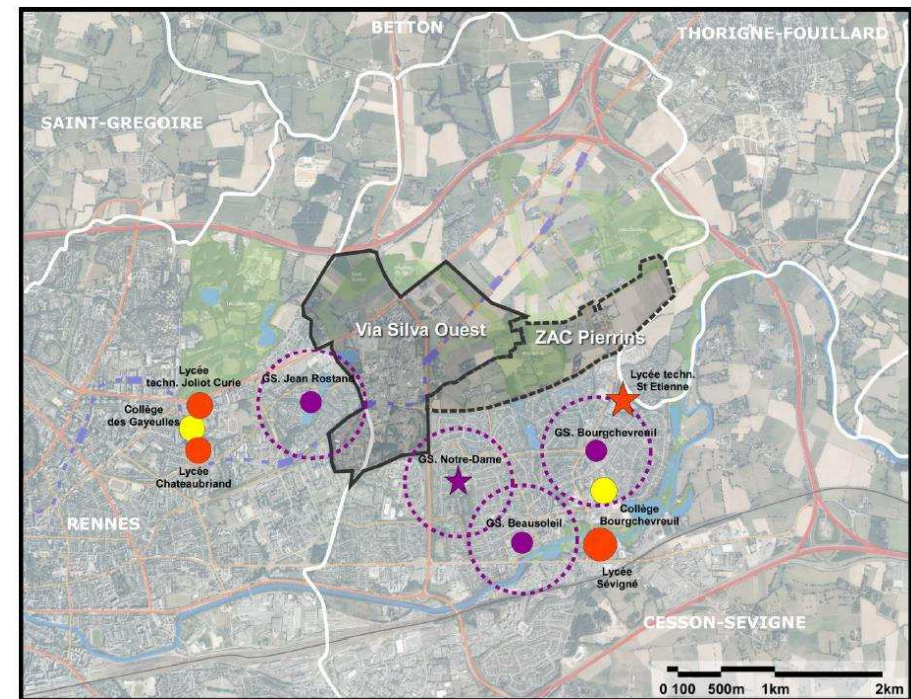 BETTON
THORIGNE-FOUILLARD
SAINT-GREGOIRE
Via Silva Ouest
ZAC Pierrins
Lycée
techn. Joliot Curie
GS. Jean Rostand
Lycée techn.
St Etienne
Collège
des Gayeulles
GS. Bourgchevreuil
Lycée
Chateaubriand
GS. Notre-Dame
Collège
Bourgchevreuil
RENNES
GS. Beausoleil
Lycée
Sévigné
CESSON-SEVIGNE
0 100 500m 1km 2km